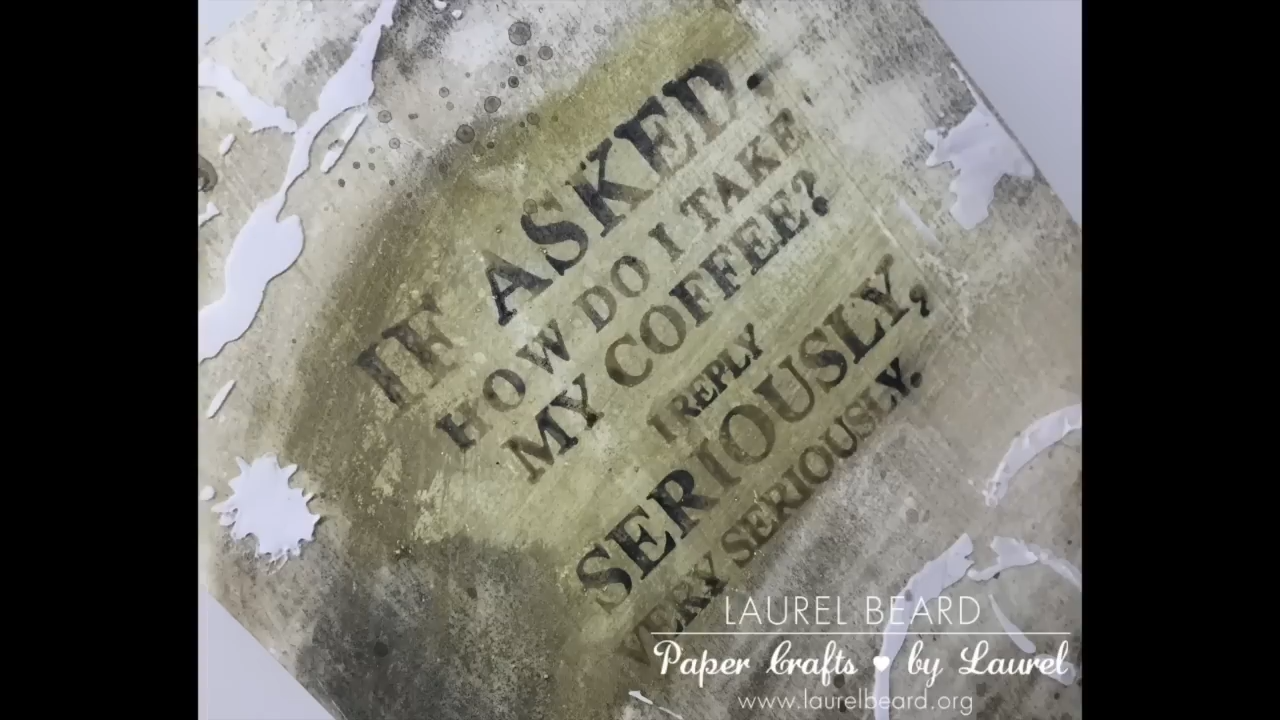 IF ASKED,
HOW DO I TAKE
MY COFFEE?
I REPLY
SERIOUSLY,
VERY SERIOUSLY.
LAUREL BEARD
Paper Crafts ♥ by Laurel
www.laurelbeard.org